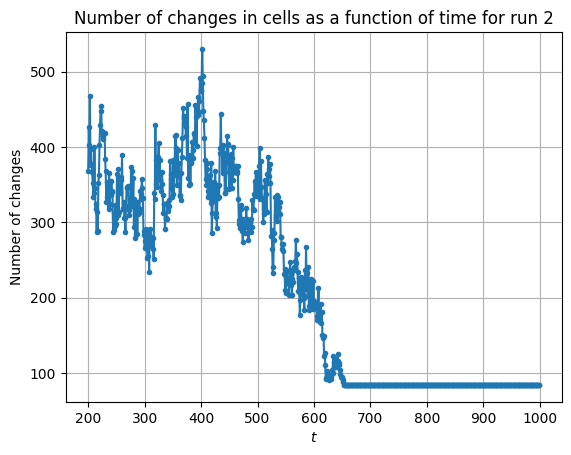 Number of changes in cells as a function of time for run 2
Number of changes
500
400
300
200
100
200 300 400 500 600 700 800 900 1000
t